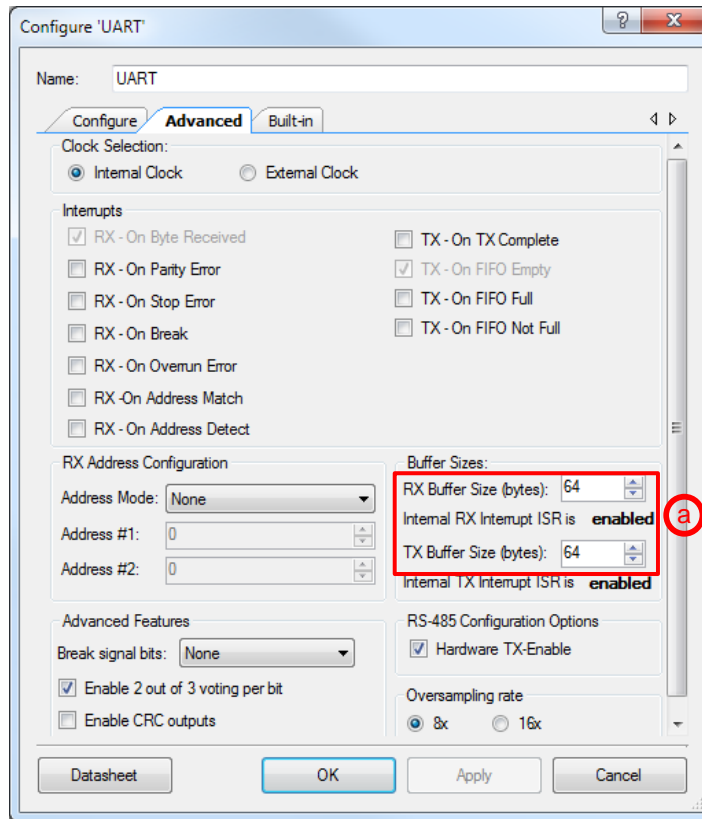 Configure 'UART'
Name: UART
Configure Advanced Built-in
Clock Selection:
Internal Clock External Clock
Interrupts
RX - On Byte Received
RX - On Parity Error
RX - On Stop Error
RX - On Break
RX - On Overrun Error
RX -On Address Match
RX - On Address Detect
TX - On TX Complete
TX - On FIFO Empty
TX - On FIFO Full
TX - On FIFO Not Full
RX Address Configuration
Address Mode: None
Address #1: 0
Address #2: 0
Buffer Sizes:
RX Buffer Size (bytes): 64
Internal RX Interrupt ISR is enabled
TX Buffer Size (bytes): 64
Internal TX Interrupt ISR is enabled
a
Advanced Features
Break signal bits: None
Enable 2 out of 3 voting per bit
Enable CRC outputs
RS-485 Configuration Options
Hardware TX-Enable
Oversampling rate
8x 16x
Datasheet OK Apply Cancel